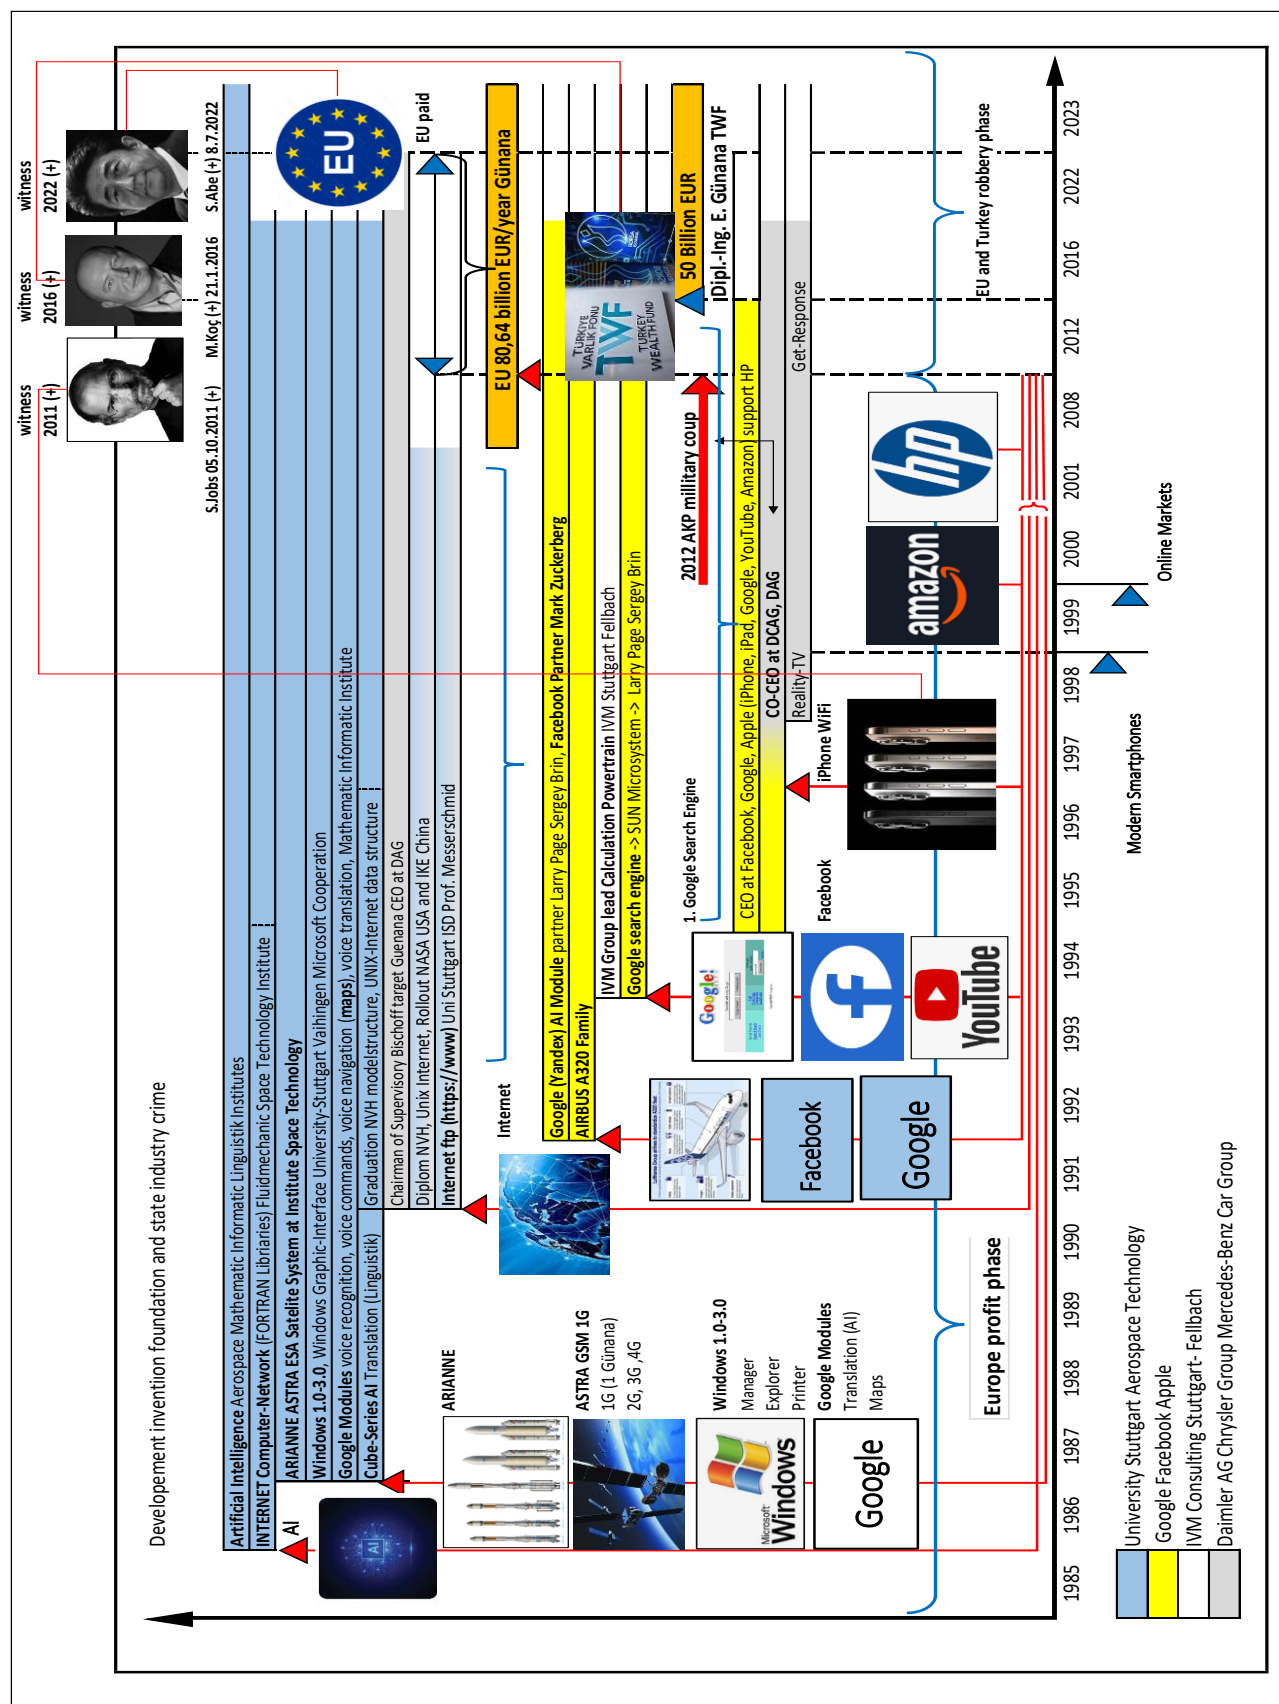 Developement invention foundation and state industry crime
witness
2011 (+)
witness
2016 (+)
witness
2022 (+)
S.Jobs 05.10.2011 (+)
M.Koç (+) 21.1.2016
S.Abe (+) 8.7.2022
Artificial Intelligence Aerospace Mathematic Informatic Linguistik Institutes
INTERNET Computer-Network (FORTRAN Libriaries) Fluidmechanic Space Technology Institute
ARIANNE ASTRA ESA Satelite System at Institute Space Technology
Windows 1.0-3.0, Windows Graphic-Interface University-Stuttgart Vaihingen Microsoft Cooperation
Google Modules voice recognition, voice commands, voice navigation (maps), voice translation, Mathematic Informatic Institute
Cube-Series AI Translation (Linguistik)
Graduation NVH modelstructure, UNIX-Internet data structure
Chairman of Supervisory Bischoff target Guenana CEO at DAG
Diplom NVH, Unix Internet, Rollout NASA USA and IKE China
Internet ftp (https://www) Uni Stuttgart ISD Prof. Messerschmid
EU
EU paid
AI
AI
ARIANNE
Internet
EU 80,64 billion EUR/year Günana
Google (Yandex) AI Module partner Larry Page Sergey Brin, Facebook Partner Mark Zuckerberg
AIRBUS A320 Family
IVM Group lead Calculation Powertrain IVM Stuttgart Fellbach
Google search engine -> SUN Microsystem -> Larry Page Sergey Brin
TÜRKİYE
VARLIK FONU
TWF
TURKEY
WEALTH FUND
50 Billion EUR
Dipl.-Ing. E. Günana TWF
ASTRA GSM 1G
1G (1 Günana)
2G, 3G ,4G
1. Google Search Engine
2012 AKP millitary coup
Windows 1.0-3.0
Manager
Explorer
Printer
Microsoft
Windows
Google!
CEO at Facebook, Google, Apple (iPhone, iPad, Google, YouTube, Amazon) support HP
CO-CEO at DCAG, DAG
Reality-TV
Get-Response
Google Modules
Translation (AI)
Maps
Google
Facebook
Google
Facebook
YouTube
iPhone WiFi
amazon
hp
Europe profit phase
EU and Turkey robbery phase
1985
1986
1987
1988
1989
1990
1991
1992
1993
1994
1995
1996
1997
1998
1999
2000
2001
2008
2012
2016
2022
2023
Modern Smartphones
Online Markets
University Stuttgart Aerospace Technology
Google Facebook Apple
IVM Consulting Stuttgart- Fellbach
Daimler AG Chrysler Group Mercedes-Benz Car Group